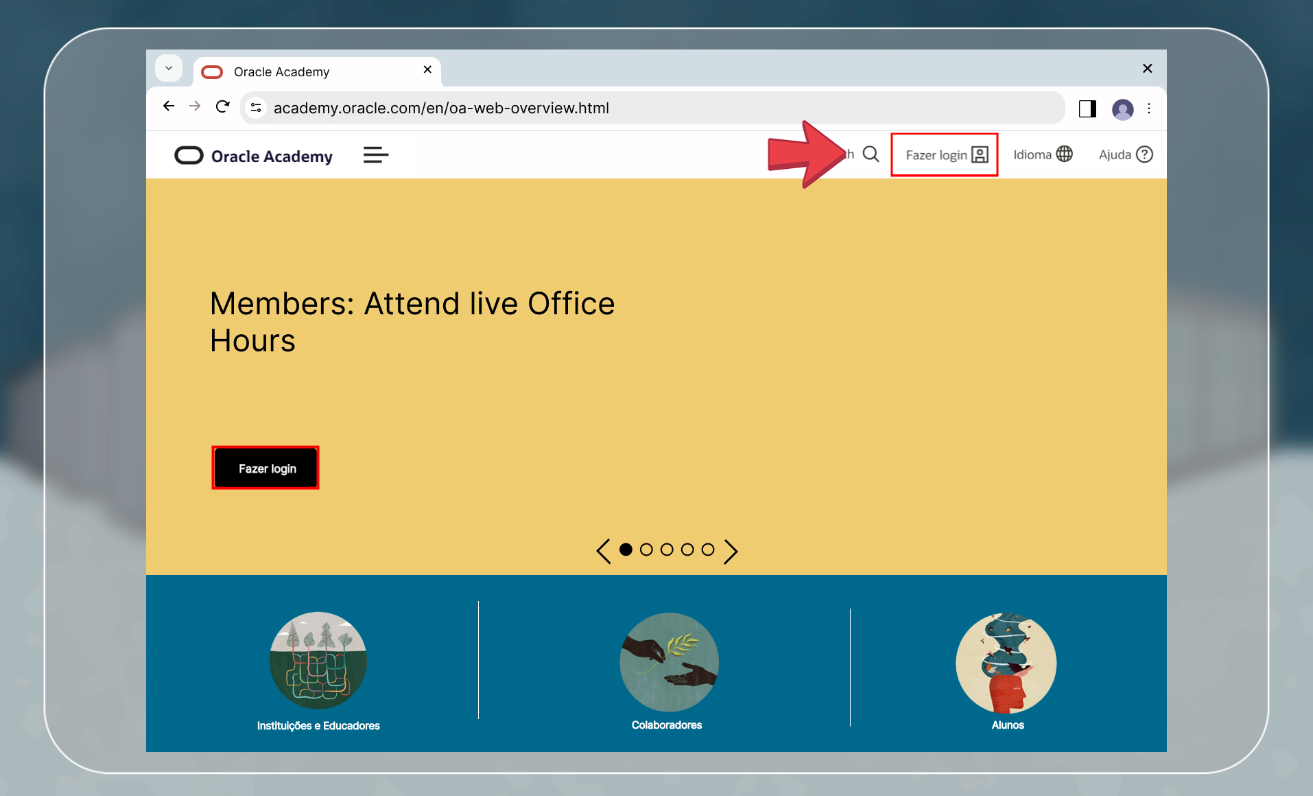 Oracle Academy
academy.oracle.com/en/oa-web-overview.html
Oracle Academy
Fazer login
Idioma
Ajuda
Members: Attend live Office
Hours
Fazer login
Instituições e Educadores
Colaboradores
Alunos